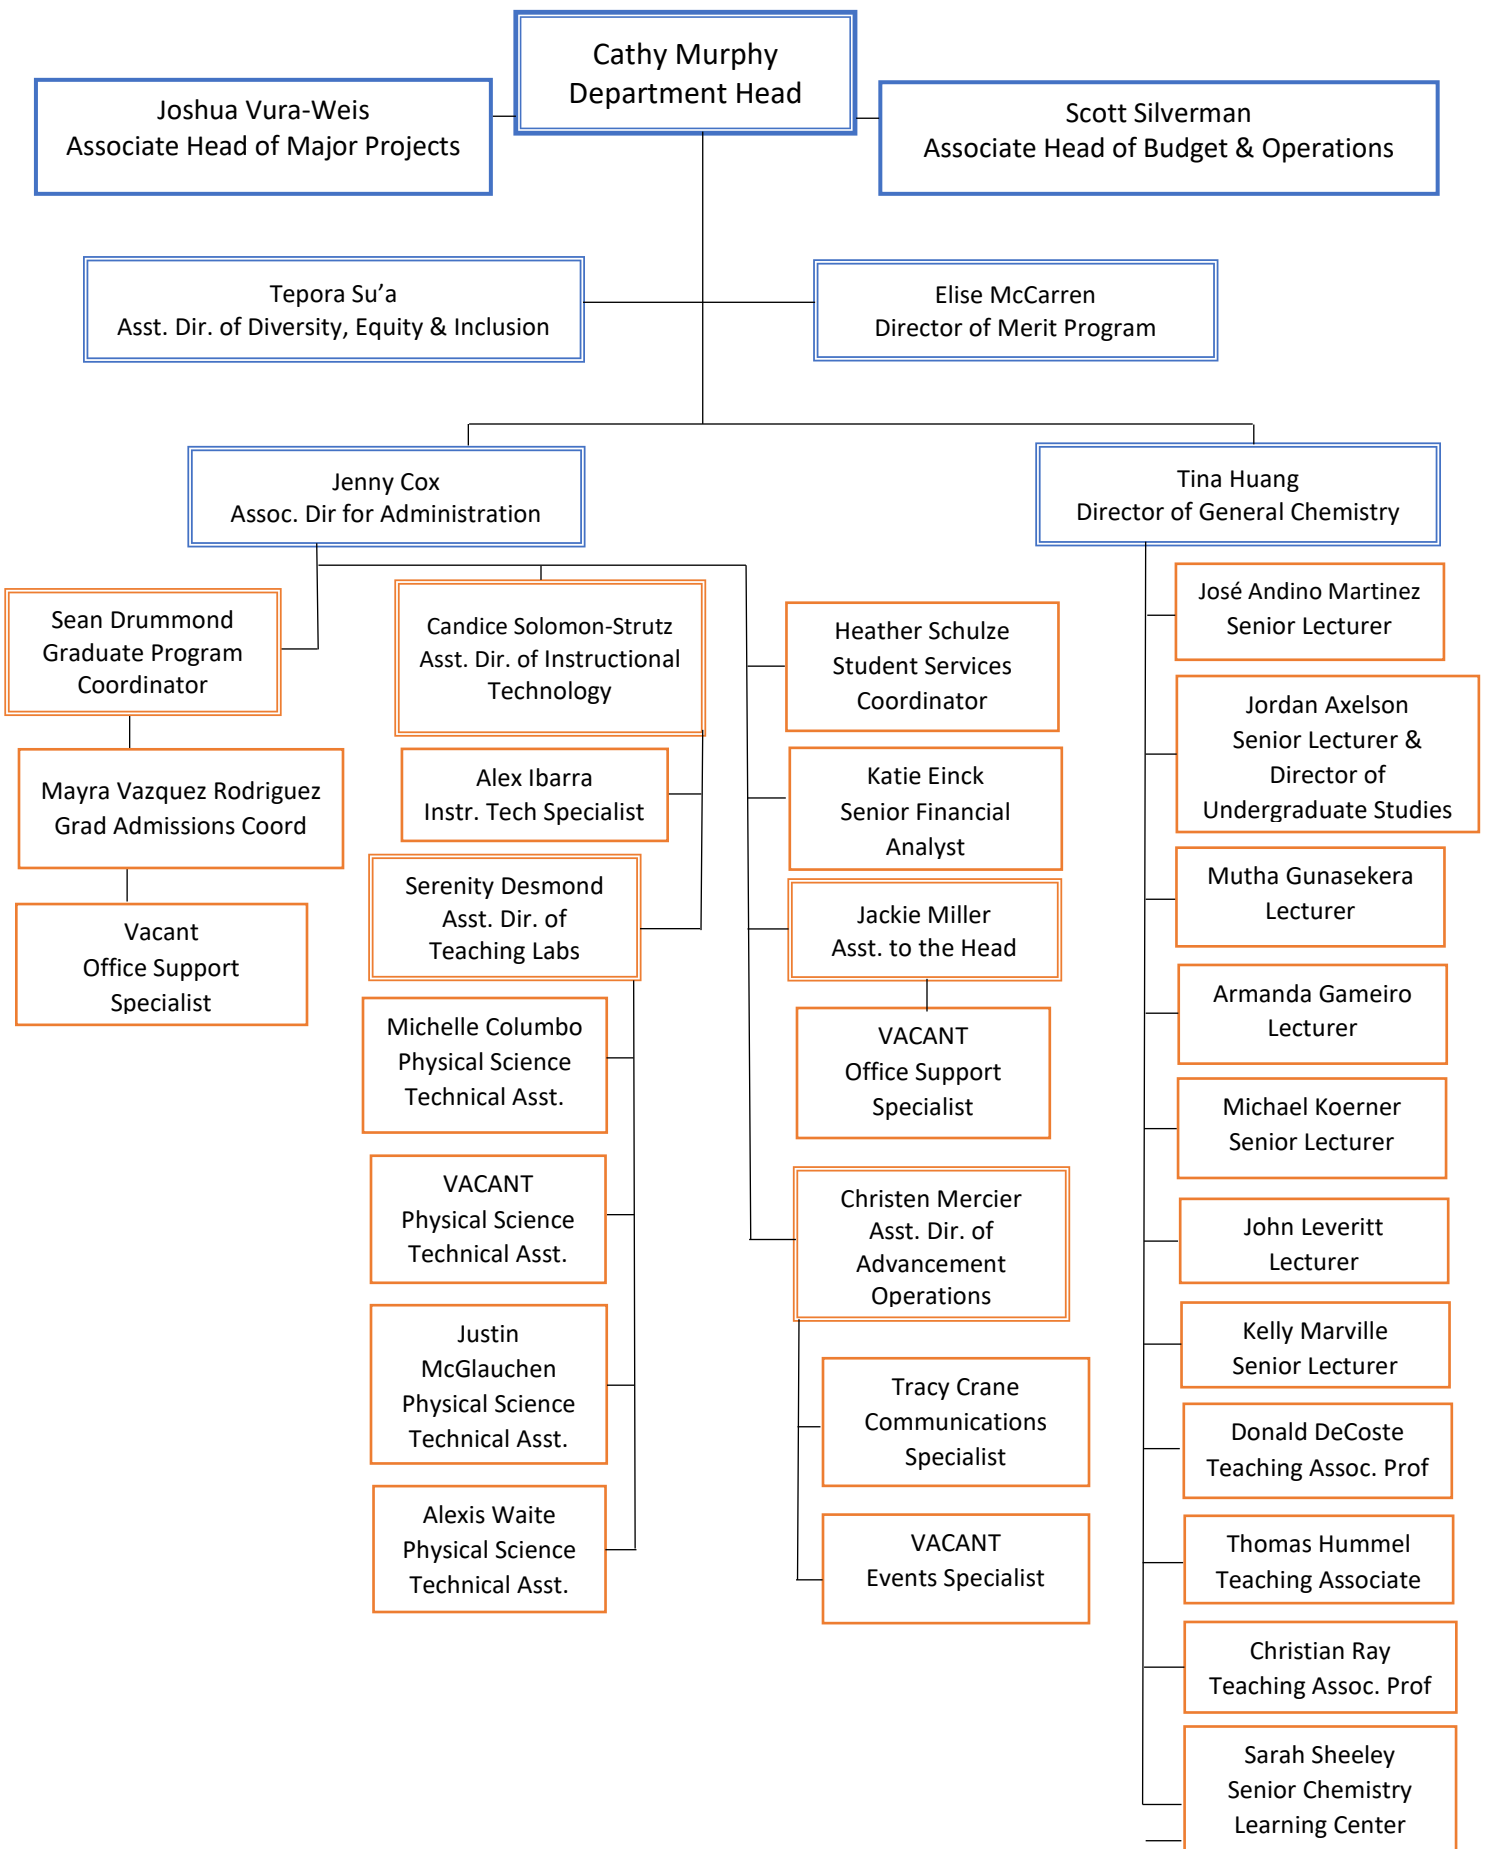 Cathy Murphy
Department Head
Joshua Vura-Weis
Associate Head of Major Projects
Scott Silverman
Associate Head of Budget & Operations
Tepora Su’a
Asst. Dir. of Diversity, Equity & Inclusion
Elise McCarren
Director of Merit Program
Jenny Cox
Assoc. Dir for Administration
Tina Huang
Director of General Chemistry
Sean Drummond
Graduate Program
Coordinator
Mayra Vazquez Rodriguez
Grad Admissions Coord
Vacant
Office Support
Specialist
Candice Solomon-Strutz
Asst. Dir. of Instructional
Technology
Alex Ibarra
Instr. Tech Specialist
Serenity Desmond
Asst. Dir. of
Teaching Labs
Michelle Columbo
Physical Science
Technical Asst.
VACANT
Physical Science
Technical Asst.
Justin
McGlauchen
Physical Science
Technical Asst.
Alexis Waite
Physical Science
Technical Asst.
Heather Schulze
Student Services
Coordinator
Katie Einck
Senior Financial
Analyst
Jackie Miller
Asst. to the Head
VACANT
Office Support
Specialist
Christen Mercier
Asst. Dir. of
Advancement
Operations
Tracy Crane
Communications
Specialist
VACANT
Events Specialist
José Andino Martinez
Senior Lecturer
Jordan Axelson
Senior Lecturer &
Director of
Undergraduate Studies
Mutha Gunasekera
Lecturer
Armanda Gameiro
Lecturer
Michael Koerner
Senior Lecturer
John Leveritt
Lecturer
Kelly Marville
Senior Lecturer
Donald DeCoste
Teaching Assoc. Prof
Thomas Hummel
Teaching Associate
Christian Ray
Teaching Assoc. Prof
Sarah Sheeley
Senior Chemistry
Learning Center